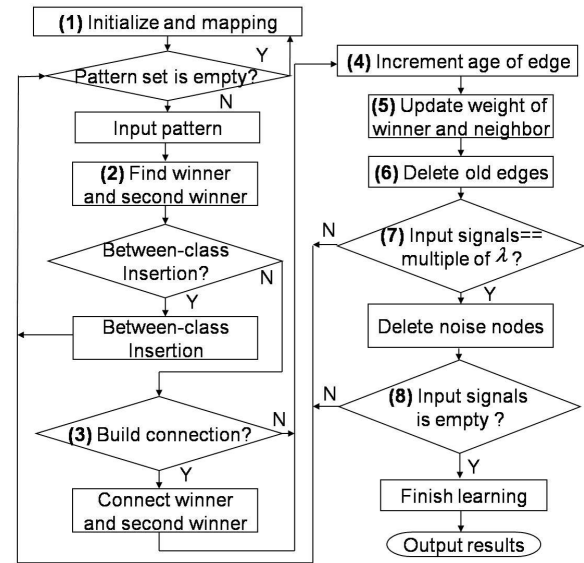 (1) Initialize and mapping
Y
Pattern set is empty?
N
Input pattern
(2) Find winner
and second winner
Between-class
Insertion?
N
Y
Between-class
Insertion
(3) Build connection?
N
Y
Connect winner
and second winner
(4) Increment age of edge
(5) Update weight of
winner and neighbor
(6) Delete old edges
N
(7) Input signals==
multiple of λ ?
Y
Delete noise nodes
N
(8) Input signals
is empty ?
Y
Finish learning
Output results